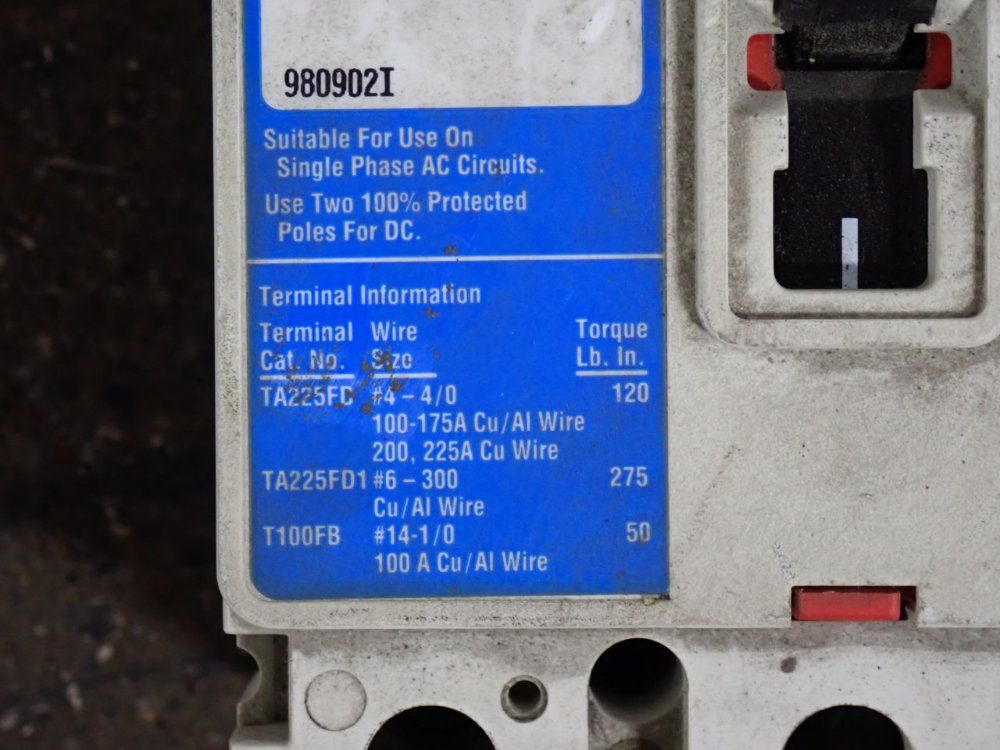 980902I
Suitable For Use On
Single Phase AC Circuits.
Use Two 100% Protected
Poles For DC.
Terminal Information
Terminal Wire Torque
Cat. No. Size Lb. In.
TA225FD #4 – 4/0 120
100-175A Cu/Al Wire
200, 225A Cu Wire
TA225FD1 #6 – 300 275
Cu/Al Wire
T100FB #14-1/0 50
100 A Cu/Al Wire